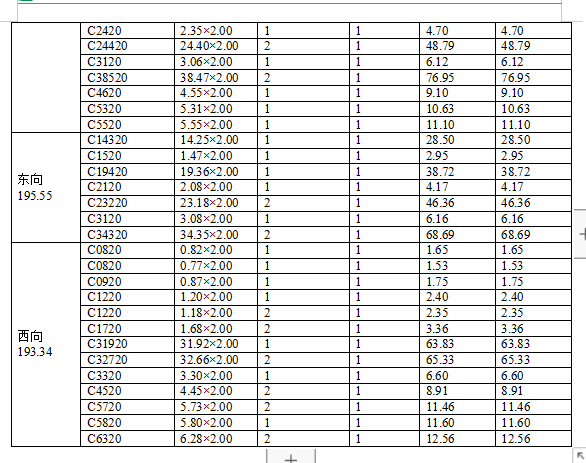 C2420 2.35×2.00 1 1 4.70 4.70
C24420 24.40×2.00 2 1 48.79 48.79
C3120 3.06×2.00 1 1 6.12 6.12
C38520 38.47×2.00 2 1 76.95 76.95
C4620 4.55×2.00 1 1 9.10 9.10
C5320 5.31×2.00 1 1 10.63 10.63
C5520 5.55×2.00 1 1 11.10 11.10
东向
195.55
C14320 14.25×2.00 1 1 28.50 28.50
C1520 1.47×2.00 1 1 2.95 2.95
C19420 19.36×2.00 1 1 38.72 38.72
C2120 2.08×2.00 1 1 4.17 4.17
C23220 23.18×2.00 2 1 46.36 46.36
C3120 3.08×2.00 1 1 6.16 6.16
C34320 34.35×2.00 2 1 68.69 68.69
西向
193.34
C0820 0.82×2.00 1 1 1.65 1.65
C0820 0.77×2.00 1 1 1.53 1.53
C0920 0.87×2.00 1 1 1.75 1.75
C1220 1.20×2.00 1 1 2.40 2.40
C1220 1.18×2.00 2 1 2.35 2.35
C1720 1.68×2.00 2 1 3.36 3.36
C31920 31.92×2.00 1 1 63.83 63.83
C32720 32.66×2.00 2 1 65.33 65.33
C3320 3.30×2.00 1 1 6.60 6.60
C4520 4.45×2.00 2 1 8.91 8.91
C5720 5.73×2.00 2 1 11.46 11.46
C5820 5.80×2.00 1 1 11.60 11.60
C6320 6.28×2.00 2 1 12.56 12.56